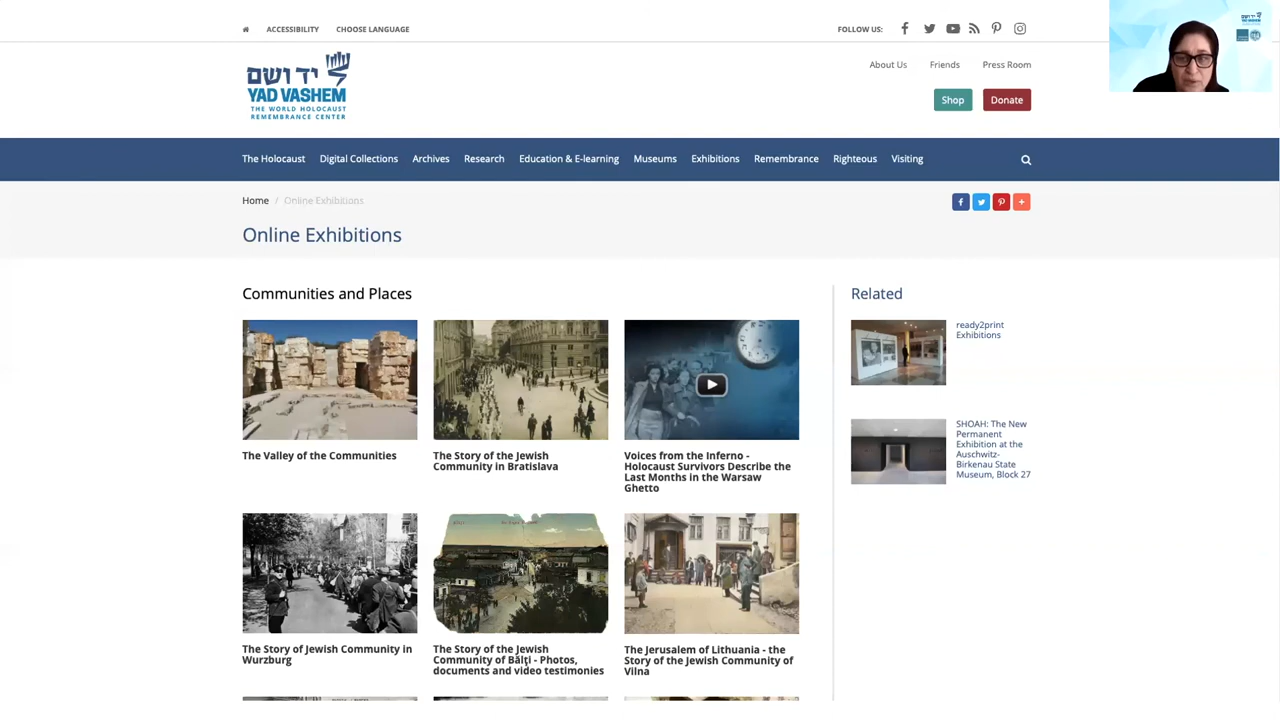 ACCESSIBILITY CHOOSE LANGUAGE FOLLOW US:
יד ושם
YAD VASHEM
THE WORLD HOLOCAUST
REMEMBRANCE CENTER
About Us Friends Press Room
Shop Donate
יד ושם
YAD VASHEM
The Holocaust Digital Collections Archives Research Education & E-learning Museums Exhibitions Remembrance Righteous Visiting
Home / Online Exhibitions
Online Exhibitions
Communities and Places
The Valley of the Communities
The Story of the Jewish
Community in Bratislava
Voices from the Inferno -
Holocaust Survivors Describe the
Last Months in the Warsaw
Ghetto
The Story of Jewish Community in
Wurzburg
The Story of the Jewish
Community of Bălţi - Photos,
documents and video testimonies
The Jerusalem of Lithuania - the
Story of the Jewish Community of
Vilna
Related
ready2print
Exhibitions
SHOAH: The New
Permanent
Exhibition at the
Auschwitz-
Birkenau State
Museum, Block 27